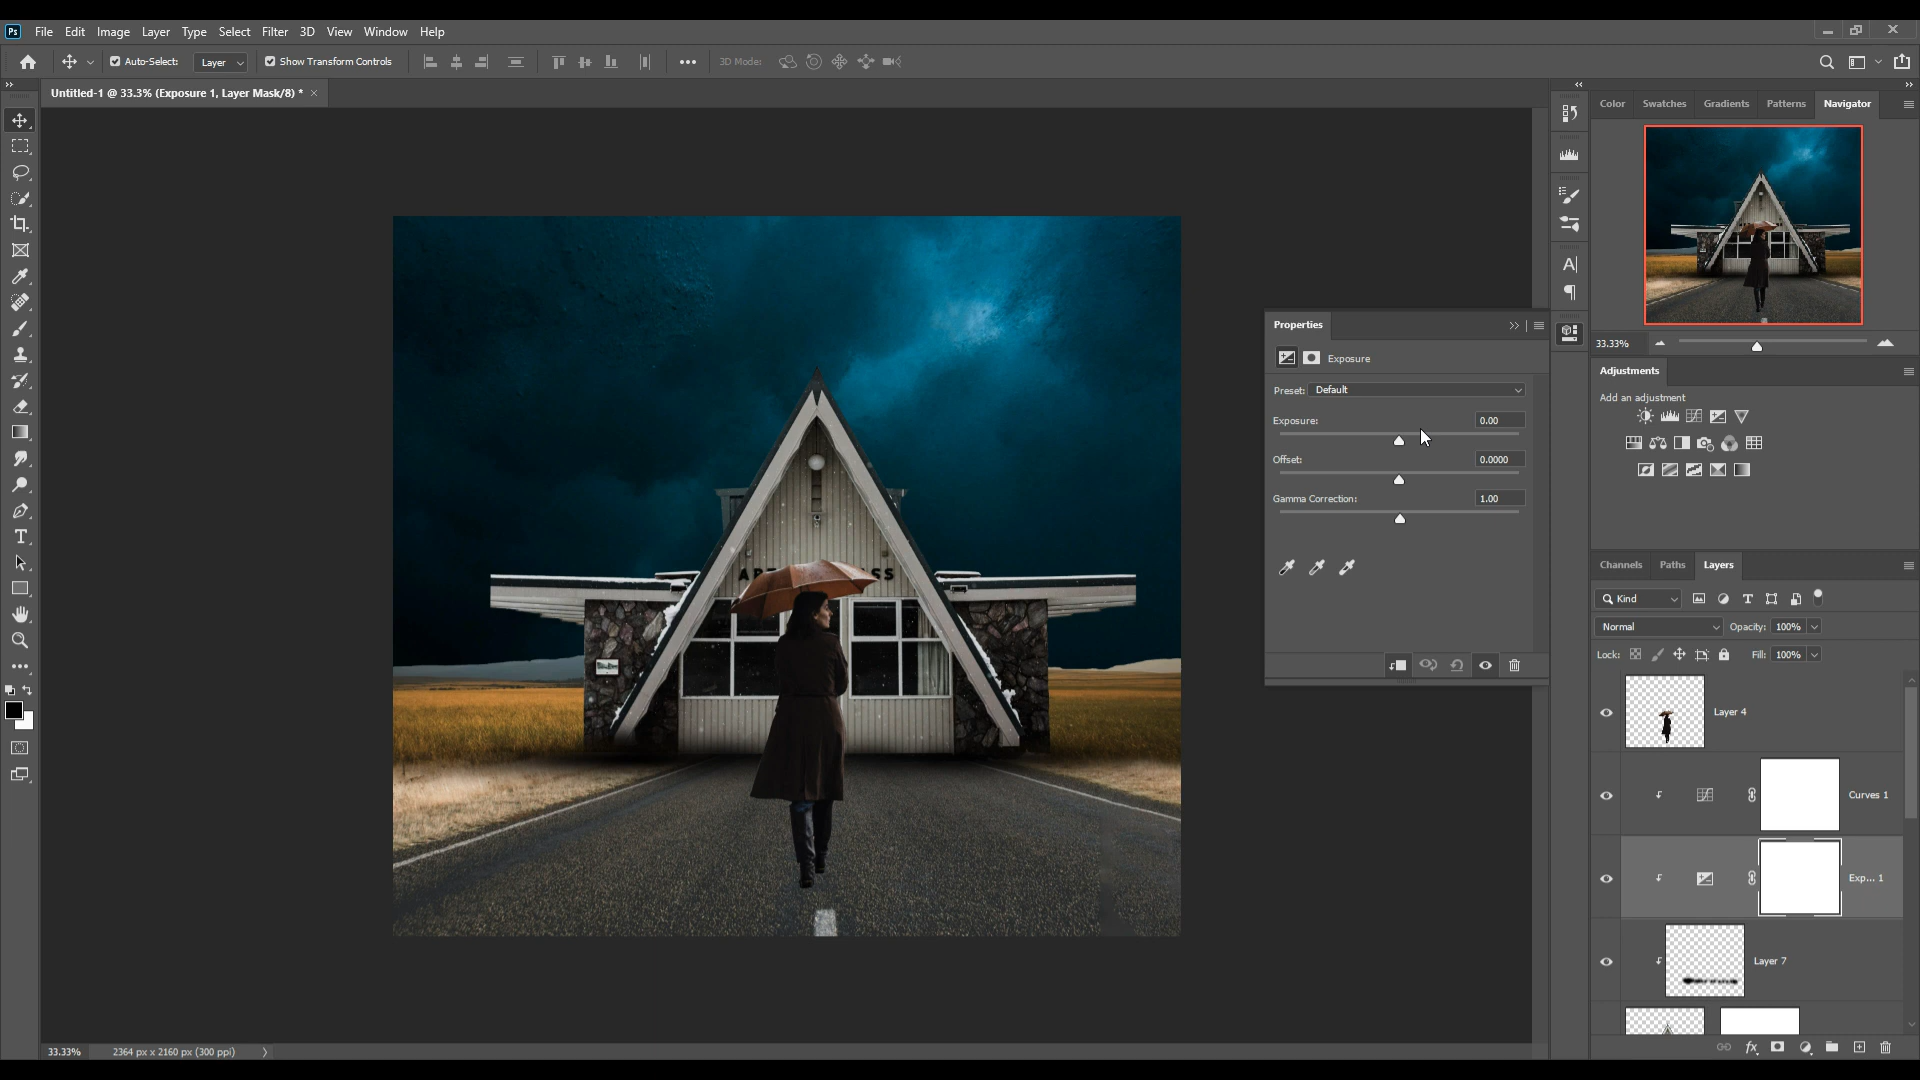 Ps File Edit Image Layer Type Select Filter 3D View Window Help
Auto-Select: Layer Show Transform Controls 3D Mode:
Untitled-1 @ 33.3% (Exposure 1, Layer Mask/8) *
Color Swatches Gradients Patterns Navigator
33.33%
Properties
Exposure
Preset: Default
Exposure: 0.00
Offset: 0.0000
Gamma Correction: 1.00
Adjustments
Add an adjustment
Channels Paths Layers
Kind
Normal Opacity: 100%
Lock: Fill: 100%
Layer 4
Curves 1
Exp... 1
Layer 7
33.33% 2364 px x 2160 px (300 ppi)